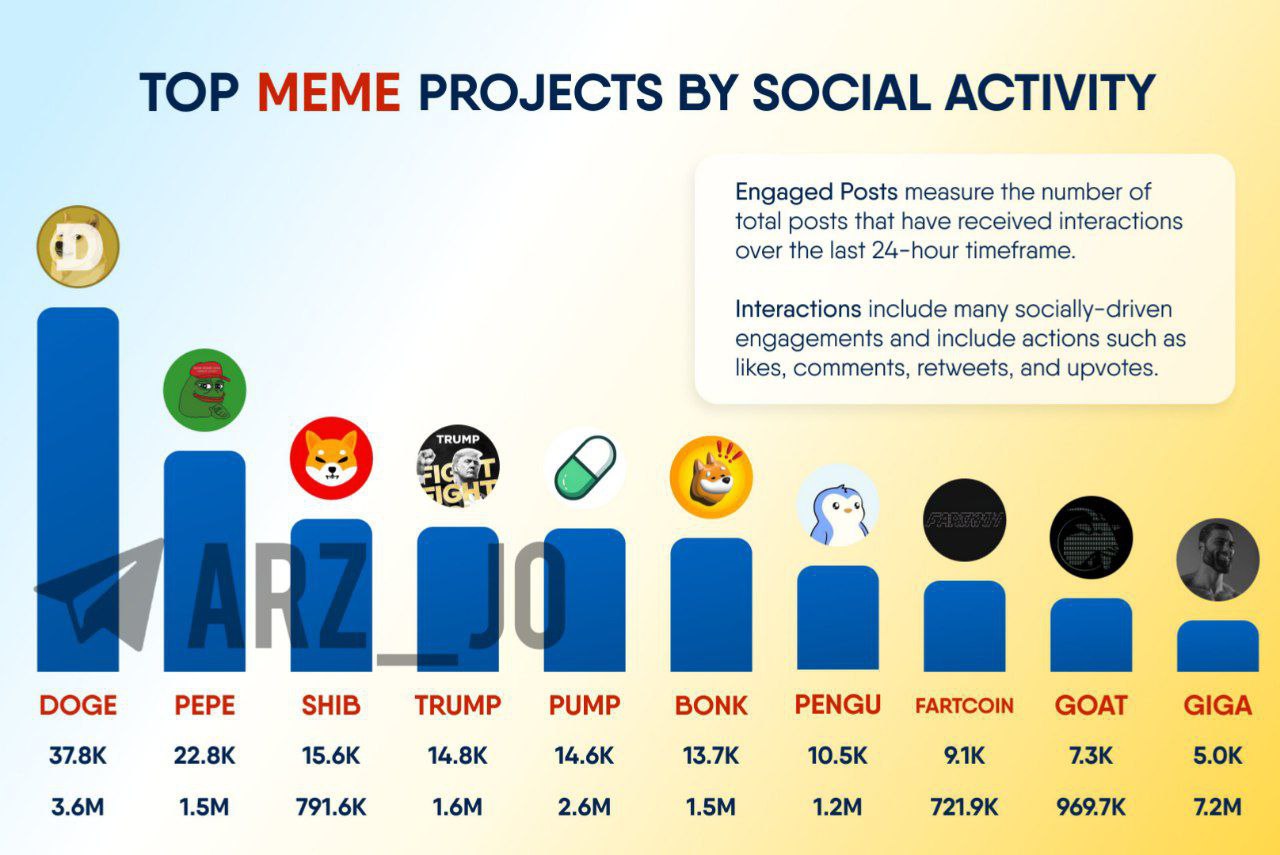 TOP MEME PROJECTS BY SOCIAL ACTIVITY
Engaged Posts measure the number of
total posts that have received interactions
over the last 24-hour timeframe.
Interactions include many socially-driven
engagements and include actions such as
likes, comments, retweets, and upvotes.
TRUMP
FIGHT
FIGHT
ARZ__JO
DOGE PEPE SHIB TRUMP PUMP BONK PENGU FARTCOIN GOAT GIGA
37.8K 22.8K 15.6K 14.8K 14.6K 13.7K 10.5K 9.1K 7.3K 5.0K
3.6M 1.5M 791.6K 1.6M 2.6M 1.5M 1.2M 721.9K 969.7K 7.2M